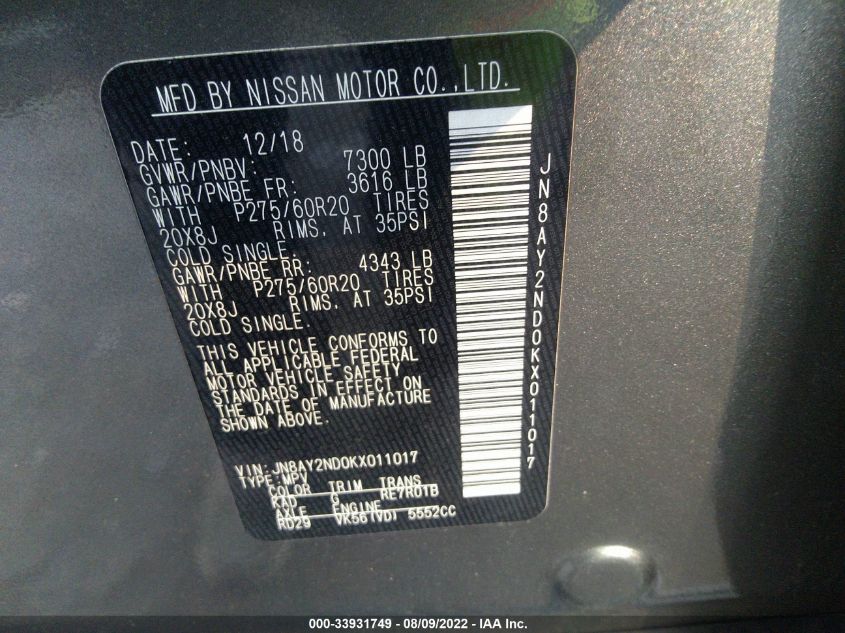 MFD BY NISSAN MOTOR CO.,LTD.
DATE: 12/18
GVWR/PNBV: 7300 LB
GAWR/PNBE FR: 3616 LB
WITH P275/60R20 TIRES
20X8J RIMS. AT 35PSI
COLD SINGLE.
GAWR/PNBE RR: 4343 LB
WITH P275/60R20 TIRES
20X8J RIMS. AT 35PSI
COLD SINGLE.
THIS VEHICLE CONFORMS TO
ALL APPLICABLE FEDERAL
MOTOR VEHICLE SAFETY
STANDARDS IN EFFECT ON
THE DATE OF MANUFACTURE
SHOWN ABOVE.
VIN: JN8AY2ND0KX011017
TYPE: MPV
COLOR TRIM TRANS
KAD G RE7R01B
AXLE ENGINE
RD29 VK56(VD) 5552CC
JN8AY2ND0KX011017
000-33931749 - 08/09/2022 - IAA Inc.